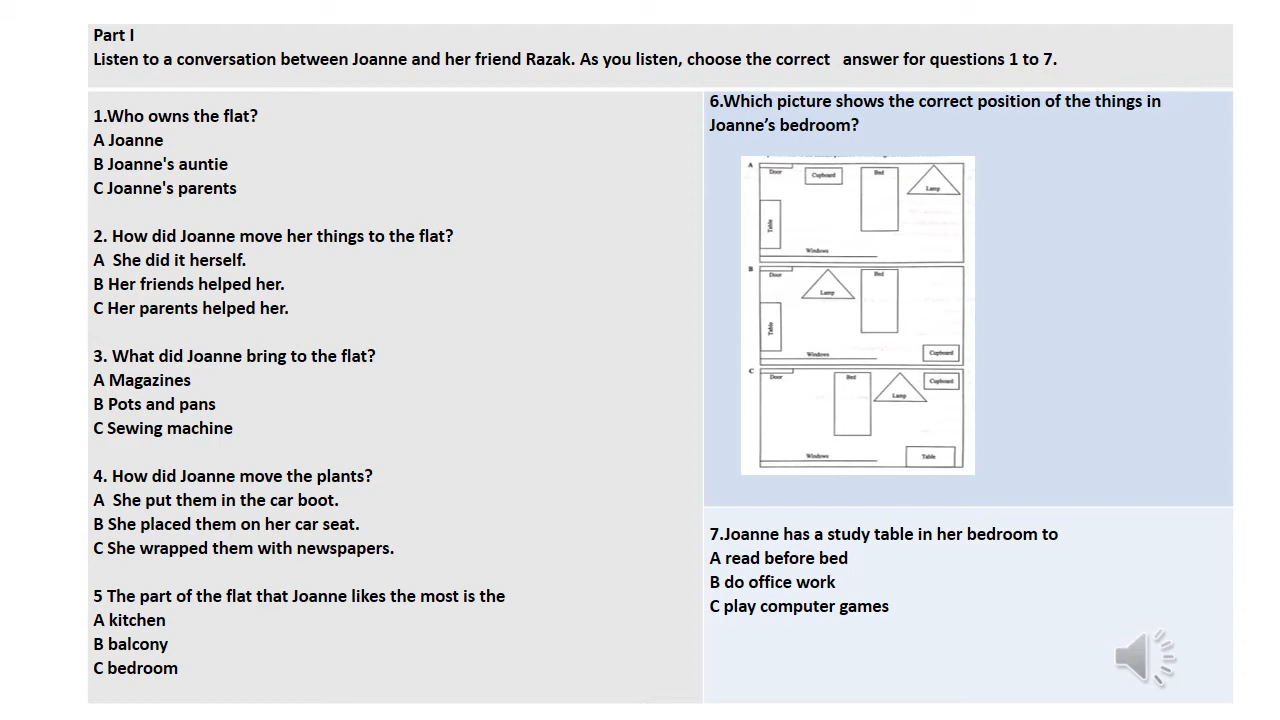 Part I
Listen to a conversation between Joanne and her friend Razak. As you listen, choose the correct answer for questions 1 to 7.
1.Who owns the flat?
A Joanne
B Joanne's auntie
C Joanne's parents
2. How did Joanne move her things to the flat?
A She did it herself.
B Her friends helped her.
C Her parents helped her.
3. What did Joanne bring to the flat?
A Magazines
B Pots and pans
C Sewing machine
4. How did Joanne move the plants?
A She put them in the car boot.
B She placed them on her car seat.
C She wrapped them with newspapers.
5 The part of the flat that Joanne likes the most is the
A kitchen
B balcony
C bedroom
6.Which picture shows the correct position of the things in
Joanne's bedroom?
A
Door
Cupboard
Bed
Lamp
Table
Windows
B
Door
Lamp
Bed
Table
Windows
Cupboard
C
Door
Bed
Lamp
Cupboard
Windows
Table
7.Joanne has a study table in her bedroom to
A read before bed
B do office work
C play computer games